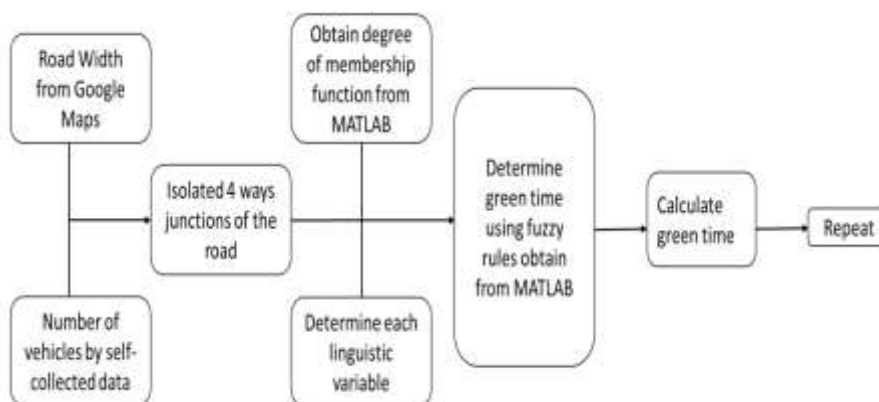 Road Width
from Google
Maps
Number of
vehicles by self-
collected data
Isolated 4 ways
junctions of the
road
Obtain degree
of membership
function from
MATLAB
Determine each
linguistic
variable
Determine
green time
using fuzzy
rules obtain
from MATLAB
Calculate
green time
Repeat